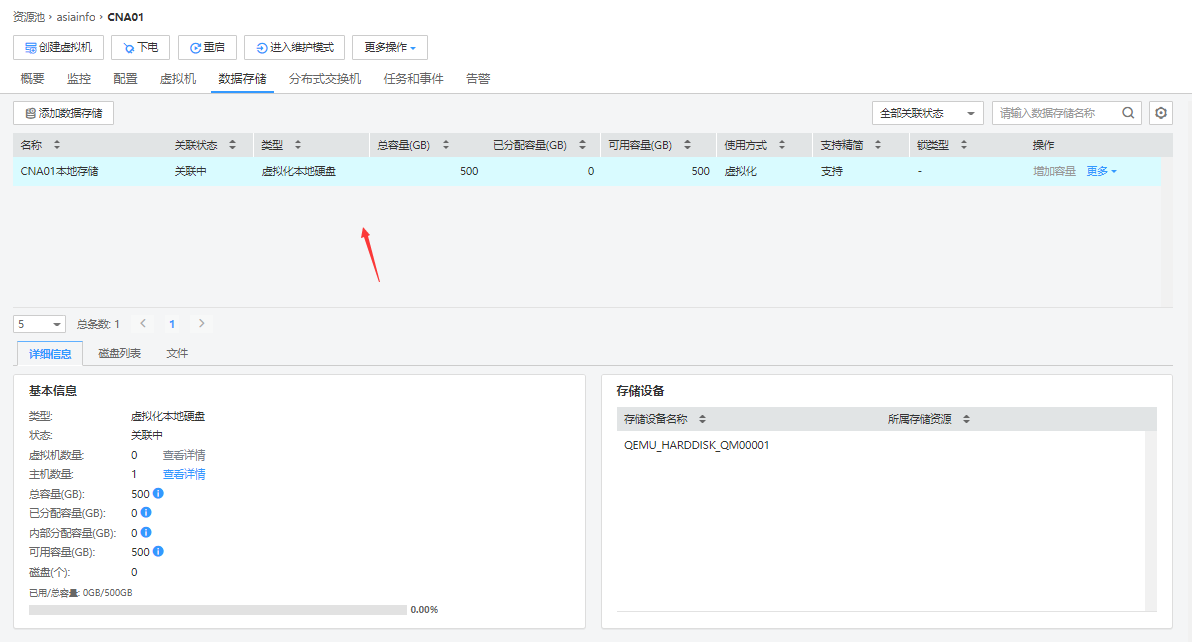 资源池 › asiainfo › CNA01
创建虚拟机 下电 重启 进入维护模式 更多操作
概要 监控 配置 虚拟机 数据存储 分布式交换机 任务和事件 告警
添加数据存储 全部关联状态 请输入数据存储名称
名称 关联状态 类型 总容量(GB) 已分配容量(GB) 可用容量(GB) 使用方式 支持精简 锁类型 操作
CNA01本地存储 关联中 虚拟化本地硬盘 500 0 500 虚拟化 支持 - 增加容量 更多
5 总条数: 1 1
详细信息 磁盘列表 文件
基本信息
类型: 虚拟化本地硬盘
状态: 关联中
虚拟机数量: 0 查看详情
主机数量: 1 查看详情
总容量(GB): 500
已分配容量(GB): 0
内部分配容量(GB): 0
可用容量(GB): 500
磁盘(个): 0
已用/总容量: 0GB/500GB
0.00%
存储设备
存储设备名称 所属存储资源
QEMU_HARDDISK_QM00001